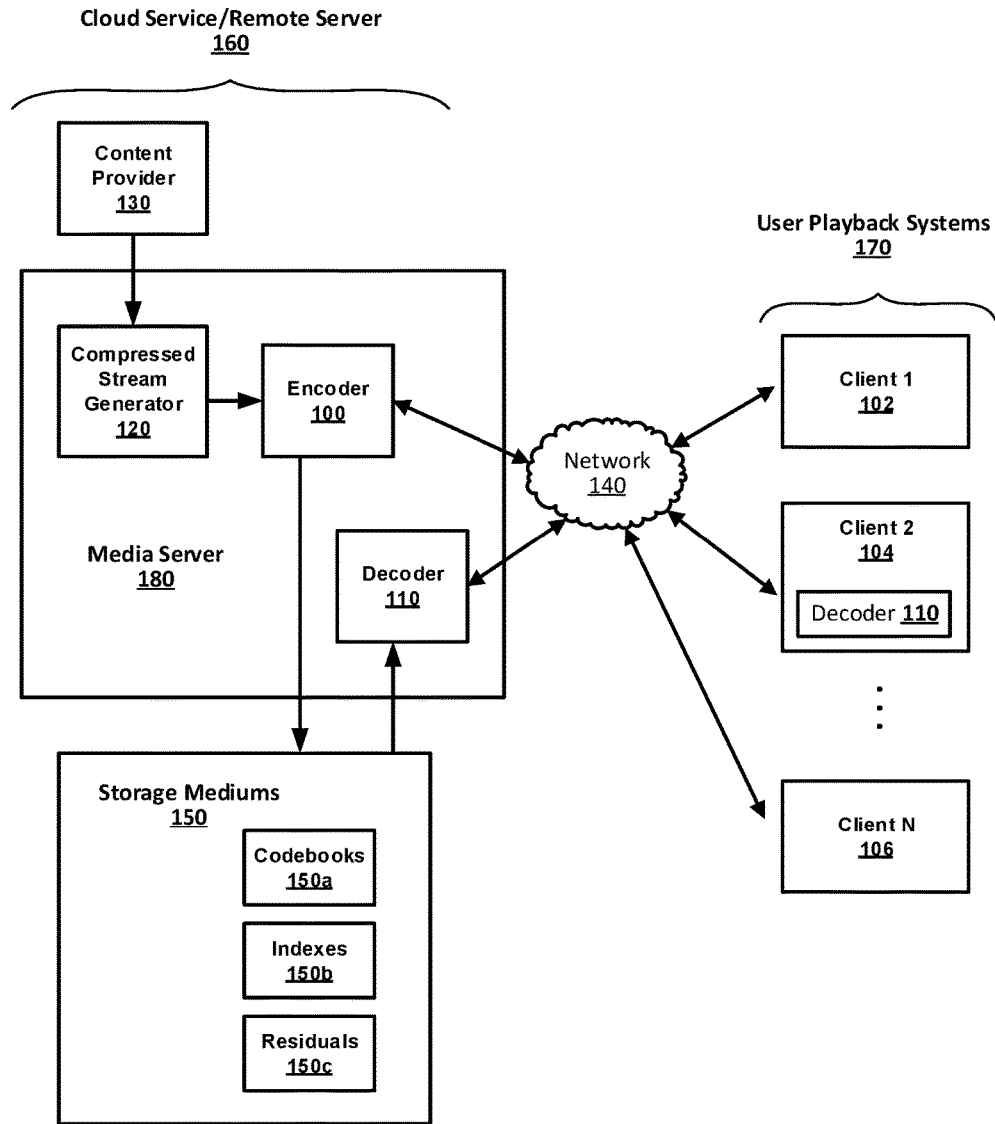 Cloud Service/Remote Server
160
Content
Provider
130
User Playback Systems
170
Compressed
Stream
Generator
120
Encoder
100
Media Server
180
Decoder
110
Network
140
Client 1
102
Client 2
104
Decoder 110
Client N
106
Storage Mediums
150
Codebooks
150a
Indexes
150b
Residuals
150c